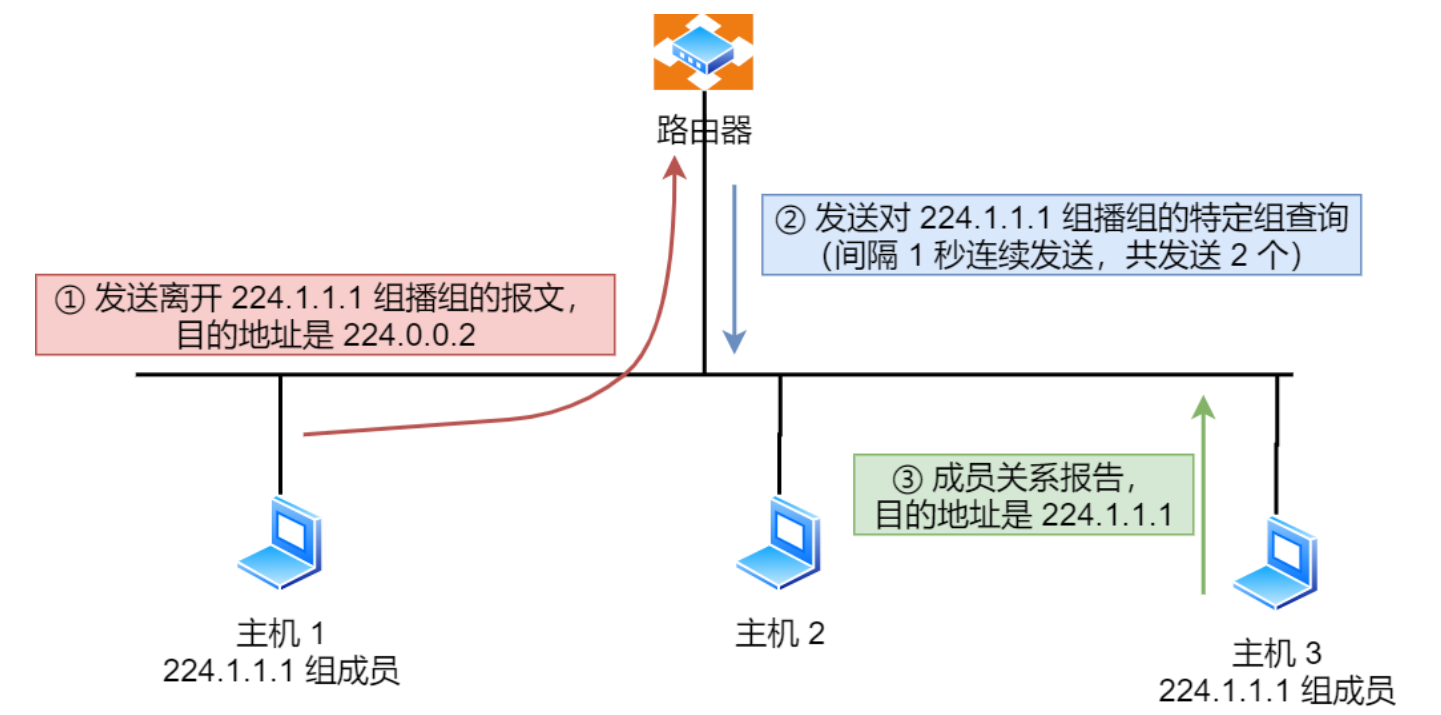 路由器
② 发送对 224.1.1.1 组播组的特定组查询
（间隔 1 秒连续发送，共发送 2 个）
① 发送离开 224.1.1.1 组播组的报文，
目的地址是 224.0.0.2
③ 成员关系报告，
目的地址是 224.1.1.1
主机 1
224.1.1.1 组成员
主机 2
主机 3
224.1.1.1 组成员